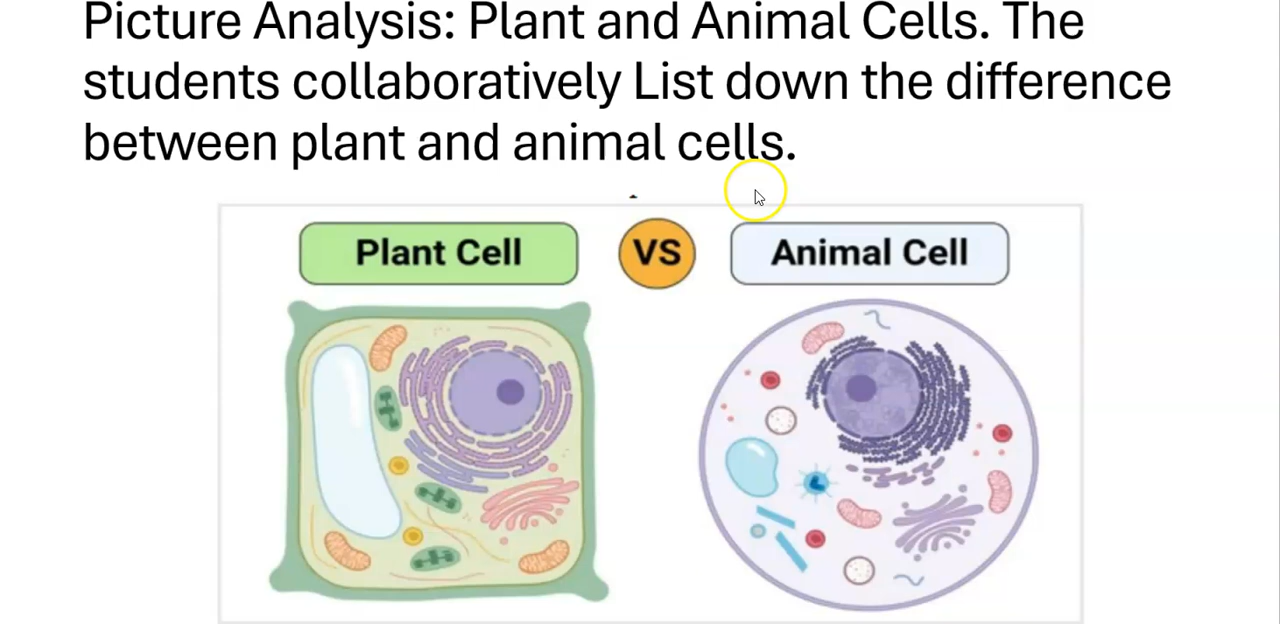 Picture Analysis: Plant and Animal Cells. The
students collaboratively List down the difference
between plant and animal cells.
Plant Cell VS Animal Cell